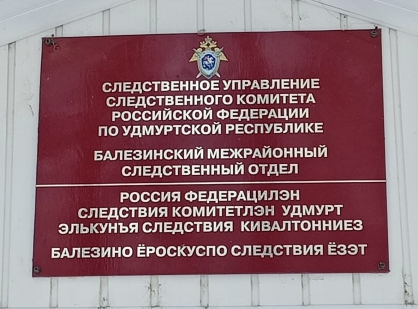 СЛЕДСТВЕННОЕ УПРАВЛЕНИЕ
СЛЕДСТВЕННОГО КОМИТЕТА
РОССИЙСКОЙ ФЕДЕРАЦИИ
ПО УДМУРТСКОЙ РЕСПУБЛИКЕ
БАЛЕЗИНСКИЙ МЕЖРАЙОННЫЙ
СЛЕДСТВЕННЫЙ ОТДЕЛ
РОССИЯ ФЕДЕРАЦИЛЭН
СЛЕДСТВИЯ КОМИТЕТЛЭН УДМУРТ
ЭЛЬКУНЪЯ СЛЕДСТВИЯ КИВАЛТОННИЕЗ
БАЛЕЗИНО ЁРОСКУСПО СЛЕДСТВИЯ ЁЗЭТ